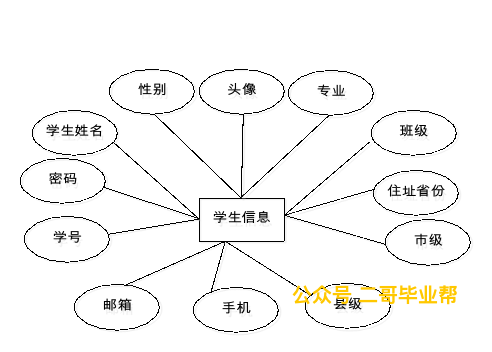 性别
头像
专业
学生姓名
班级
密码
住址省份
学生信息
学号
市级
邮箱
手机
县级
公众号 二哥毕业帮